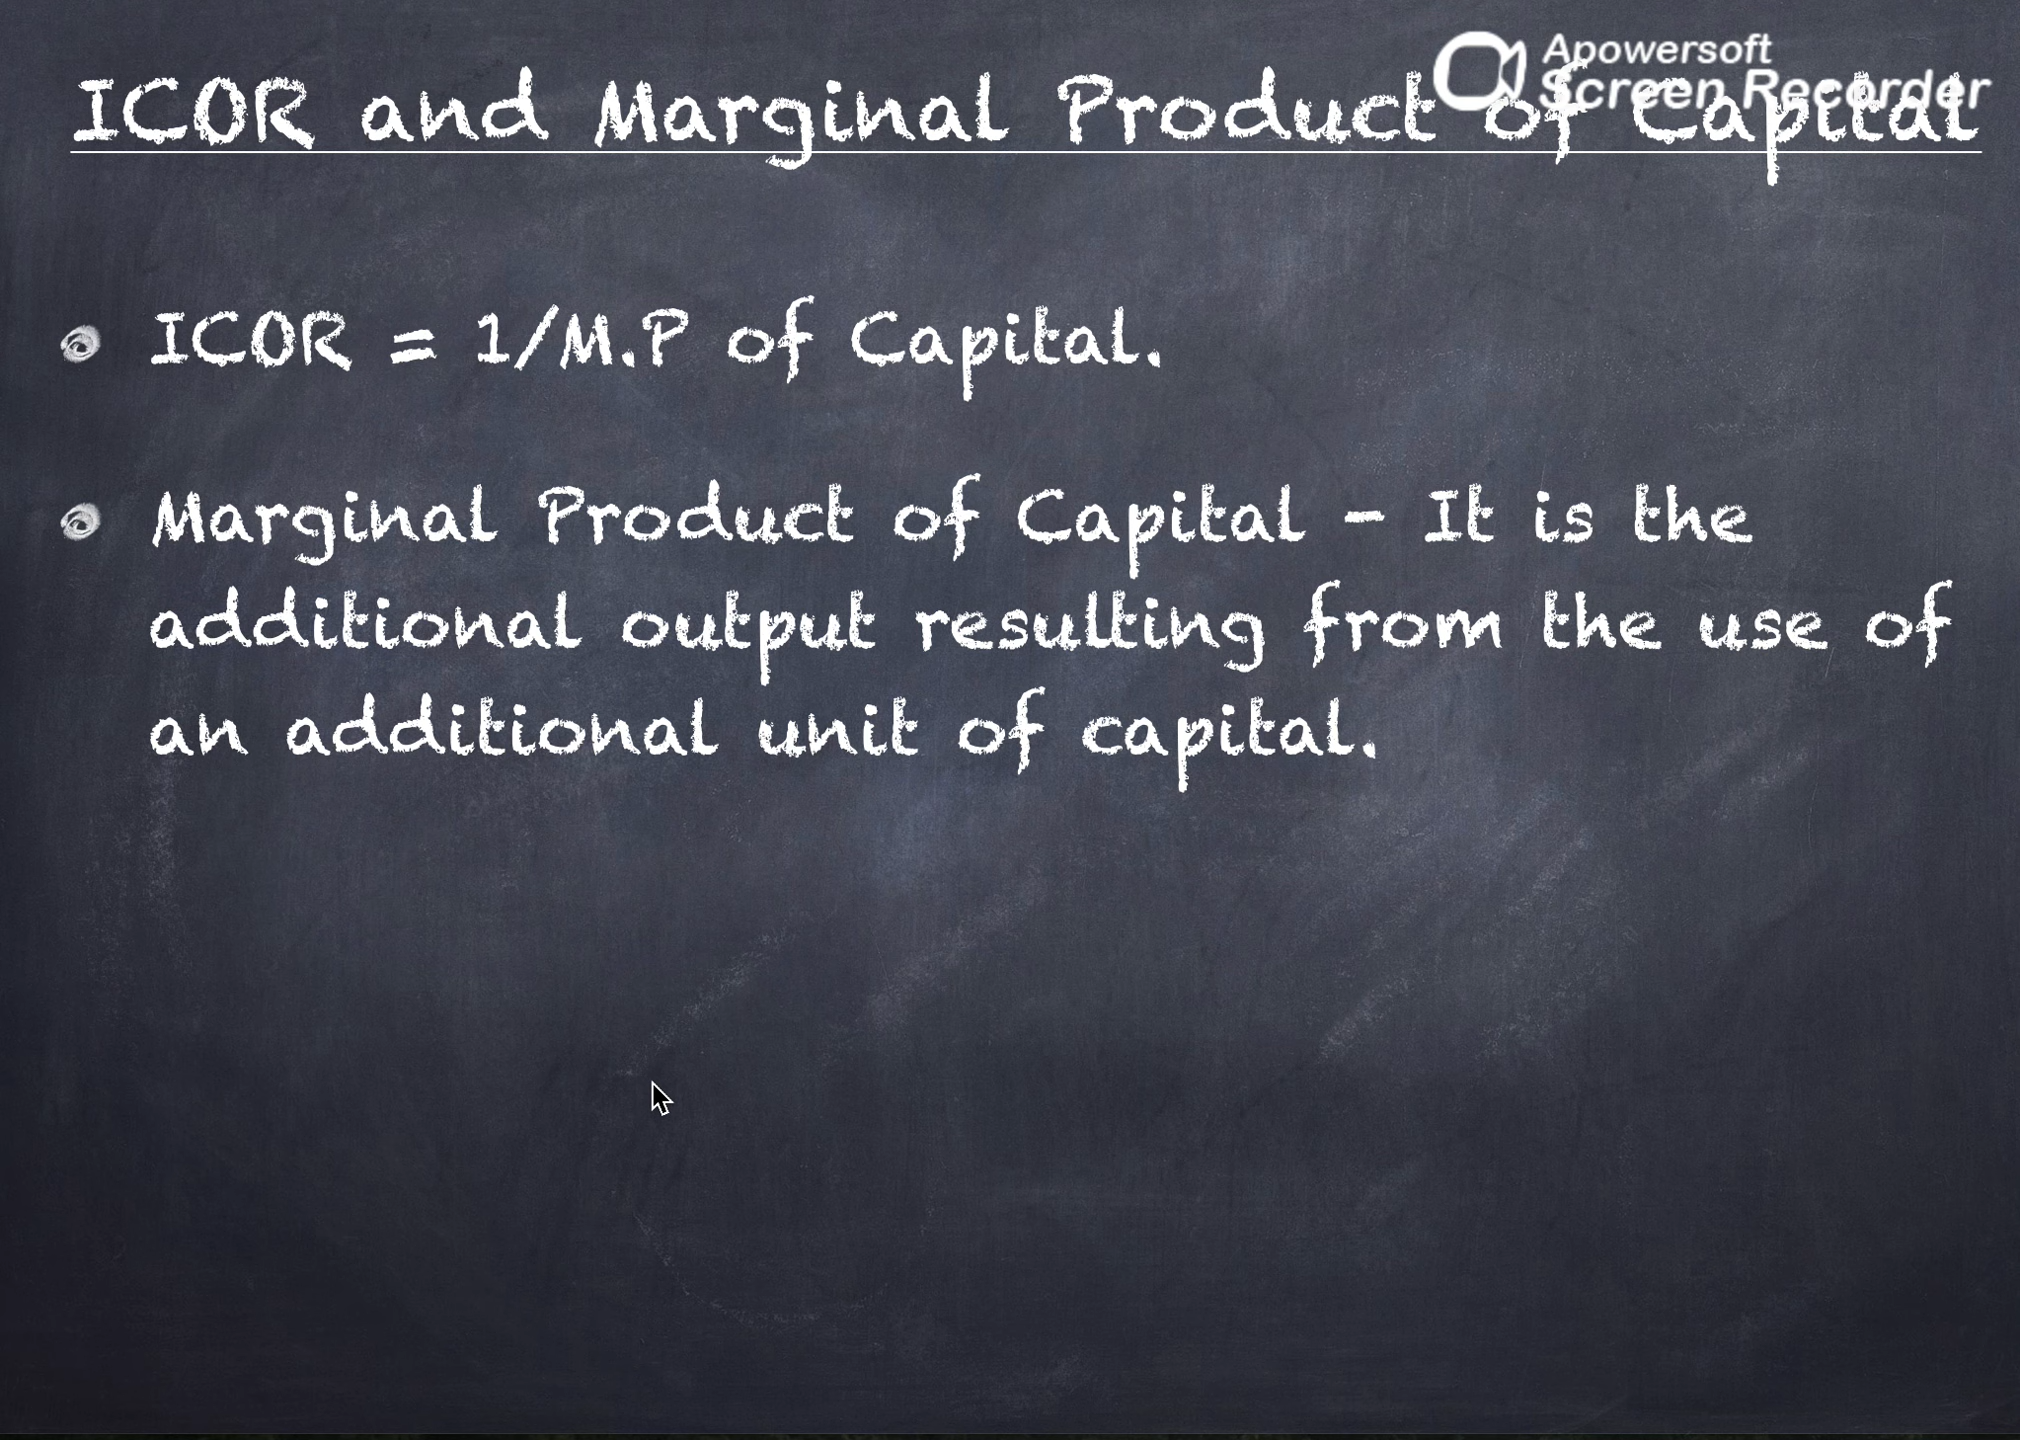 Apowersoft
Screen Recorder
ICOR and Marginal Product of Capital
ICOR = 1/M.P of Capital.
Marginal Product of Capital - It is the
additional output resulting from the use of
an additional unit of capital.